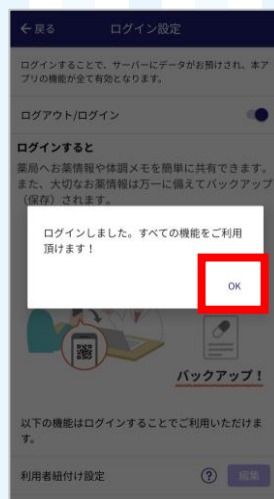 ← 戻る ログイン設定
ログインすることで、サーバーにデータがお預けされ、本ア
プリの機能が全て有効となります。
ログアウト/ログイン
ログインすると
薬局へお薬情報や体調メモを簡単に共有できます。
また、大切なお薬情報は万一に備えてバックアップ
（保存）されます。
ログインしました。すべての機能をご利用
頂けます！
OK
バックアップ！
以下の機能はログインすることでご利用いただけま
す。
利用者紐付け設定 ? 編集